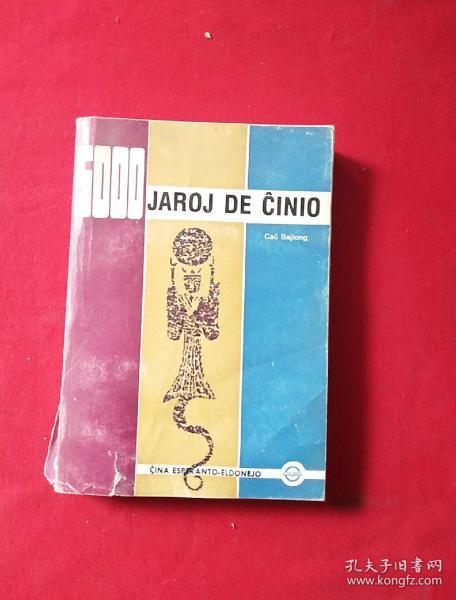 5000
JAROJ DE ĈINIO
Caŭ Bajlong
ĈINA ESPERANTO-ELDONEJO
孔夫子旧书网
www.kongfz.com